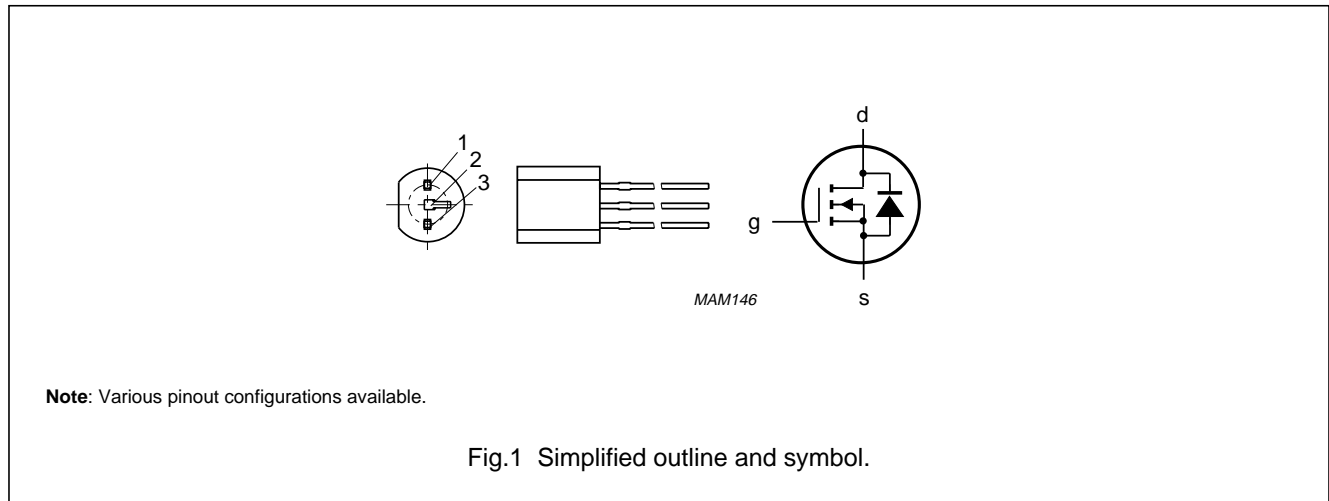 1
2
3
d
g
s
MAM146
Note: Various pinout configurations available.
Fig.1 Simplified outline and symbol.